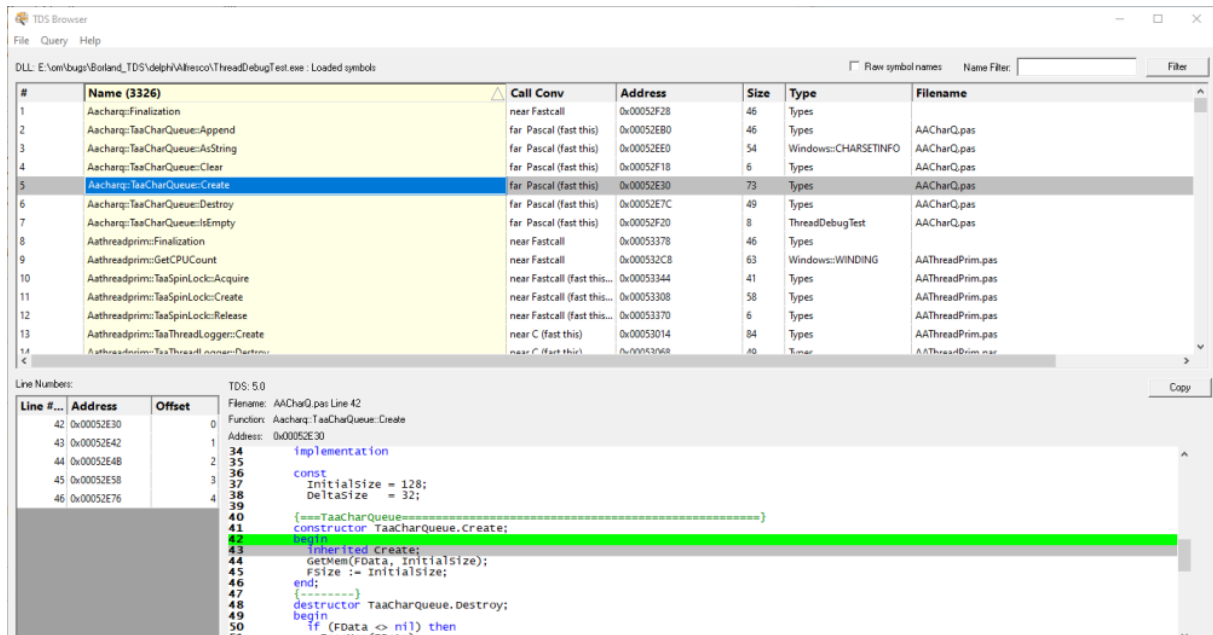 TDS Browser
File Query Help
DLL: E:\om\bugs\Borland_TDS\delphi\Alfresco\ThreadDebugTest.exe : Loaded symbols Raw symbol names Name Filter: Filter
# Name (3326) Call Conv Address Size Type Filename
1 Aacharq::Finalization near Fastcall 0x00052F28 46 Types
2 Aacharq::TaaCharQueue::Append far Pascal (fast this) 0x00052EB0 46 Types AACharQ.pas
3 Aacharq::TaaCharQueue::AsString far Pascal (fast this) 0x00052EE0 54 Windows::CHARSETINFO AACharQ.pas
4 Aacharq::TaaCharQueue::Clear far Pascal (fast this) 0x00052F18 6 Types AACharQ.pas
5 Aacharq::TaaCharQueue::Create far Pascal (fast this) 0x00052E30 73 Types AACharQ.pas
6 Aacharq::TaaCharQueue::Destroy far Pascal (fast this) 0x00052E7C 49 Types AACharQ.pas
7 Aacharq::TaaCharQueue::IsEmpty far Pascal (fast this) 0x00052F20 8 ThreadDebugTest AACharQ.pas
8 Aathreadprim::Finalization near Fastcall 0x00053378 46 Types
9 Aathreadprim::GetCPUCount near Fastcall 0x000532C8 63 Windows::WINDING AAThreadPrim.pas
10 Aathreadprim::TaaSpinLock::Acquire near Fastcall (fast this... 0x00053344 41 Types AAThreadPrim.pas
11 Aathreadprim::TaaSpinLock::Create near Fastcall (fast this... 0x00053308 58 Types AAThreadPrim.pas
12 Aathreadprim::TaaSpinLock::Release near Fastcall (fast this... 0x00053370 6 Types AAThreadPrim.pas
13 Aathreadprim::TaaThreadLogger::Create near C (fast this) 0x00053014 84 Types AAThreadPrim.pas
14 Aathreadprim::TaaThreadLogger::Destroy near C (fast this) 0x00053068 49 Types AAThreadPrim.pas
Line Numbers: TDS: 5.0 Copy
Line #... Address Offset
42 0x00052E30 0
43 0x00052E42 1
44 0x00052E4B 2
45 0x00052E58 3
46 0x00052E76 4
Filename: AACharQ.pas Line 42
Function: Aacharq::TaaCharQueue::Create
Address: 0x00052E30
34 implementation
35
36 const
37 InitialSize = 128;
38 DeltaSize = 32;
39
40 {===TaaCharQueue========================================================}
41 constructor TaaCharQueue.Create;
42 begin
43 inherited Create;
44 GetMem(FData, InitialSize);
45 FSize := InitialSize;
46 end;
47 {--------}
48 destructor TaaCharQueue.Destroy;
49 begin
50 if (FData <> nil) then